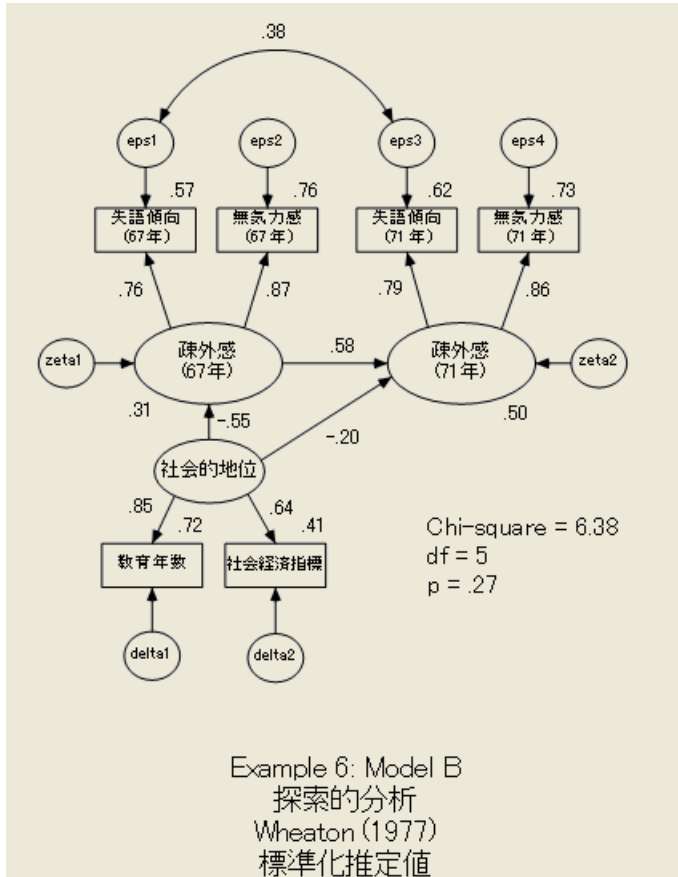 .38
eps1
eps2
eps3
eps4
.57
.76
.62
.73
失語傾向
(67年)
無気力感
(67年)
失語傾向
(71年)
無気力感
(71年)
.76
.87
.79
.86
zeta1
疎外感
(67年)
.58
疎外感
(71年)
zeta2
.31
-.55
-.20
.50
社会的地位
.85
.72
.64
.41
教育年数
社会経済指標
delta1
delta2
Chi-square = 6.38
df = 5
p = .27
Example 6: Model B
探索的分析
Wheaton (1977)
標準化推定値